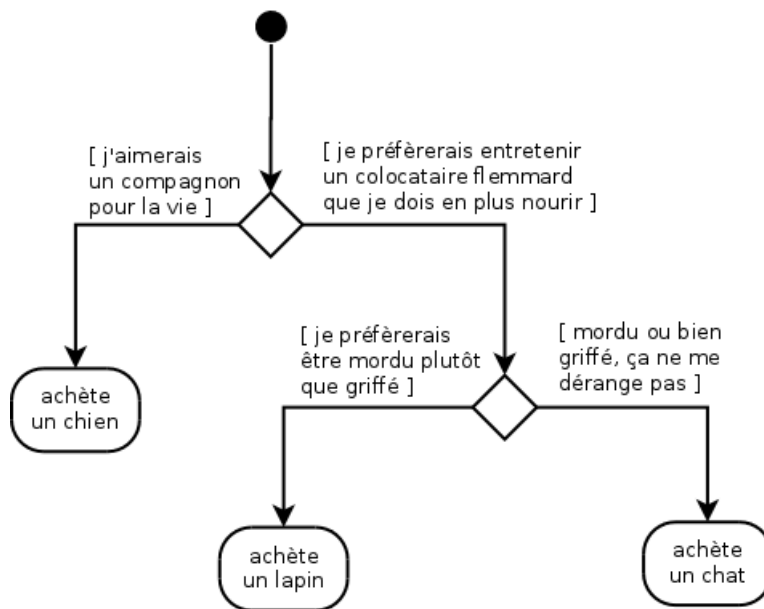 [ j'aimerais
un compagnon
pour la vie ]
[ je préfèrerais entretenir
un colocataire flemmard
que je dois en plus nourrir ]
[ je préfèrerais
être mordu plutôt
que griffé ]
[ mordu ou bien
griffé, ça ne me
dérange pas ]
achète
un chien
achète
un lapin
achète
un chat